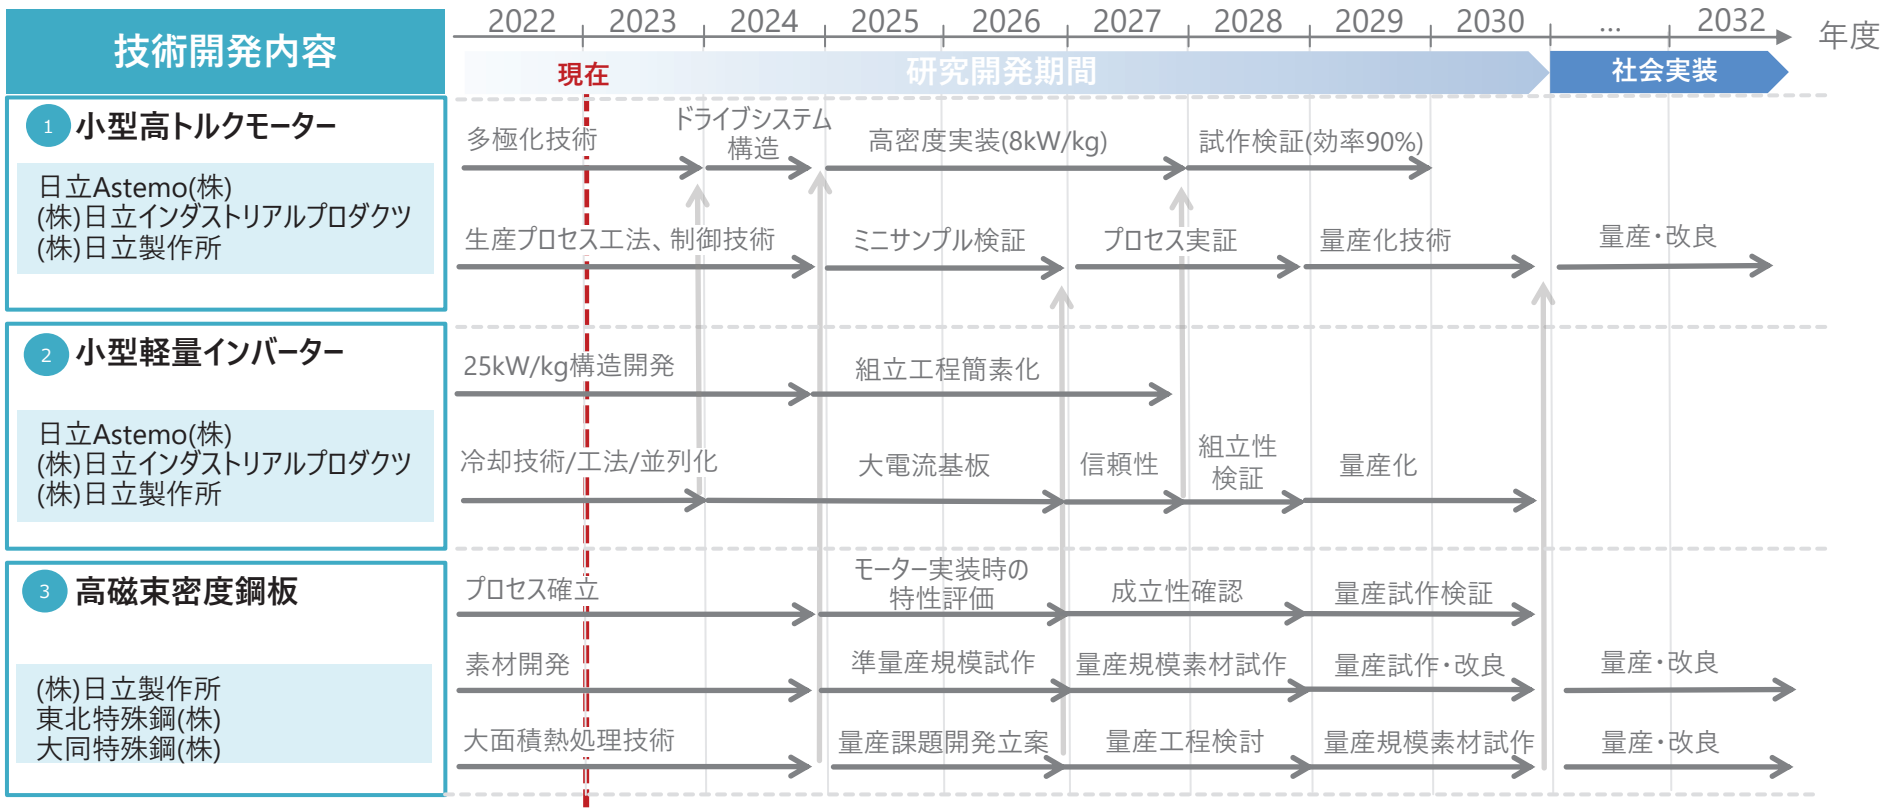 技術開発内容
2022 2023 2024 2025 2026 2027 2028 2029 2030 … 2032 年度
現在
研究開発期間
社会実装
1 小型高トルクモーター
日立Astemo(株)
(株)日立インダストリアルプロダクツ
(株)日立製作所
多極化技術
ドライブシステム
構造
高密度実装(8kW/kg)
試作検証(効率90%)
生産プロセス工法、制御技術
ミニサンプル検証
プロセス実証
量産化技術
量産・改良
2 小型軽量インバーター
日立Astemo(株)
(株)日立インダストリアルプロダクツ
(株)日立製作所
25kW/kg構造開発
組立工程簡素化
冷却技術/工法/並列化
大電流基板
信頼性
組立性
検証
量産化
3 高磁束密度鋼板
(株)日立製作所
東北特殊鋼(株)
大同特殊鋼(株)
プロセス確立
モーター実装時の
特性評価
成立性確認
量産試作検証
素材開発
準量産規模試作
量産規模素材試作
量産試作・改良
量産・改良
大面積熱処理技術
量産課題開発立案
量産工程検討
量産規模素材試作
量産・改良